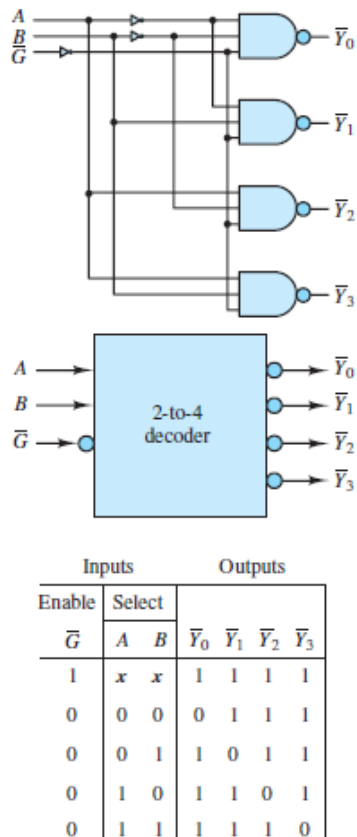 A
B
G̅
Y̅₀
Y̅₁
Y̅₂
Y̅₃
A
B
G̅
2-to-4
decoder
Y̅₀
Y̅₁
Y̅₂
Y̅₃
Inputs Outputs
Enable Select
G̅ A B Y̅₀ Y̅₁ Y̅₂ Y̅₃
1 x x 1 1 1 1
0 0 0 0 1 1 1
0 0 1 1 0 1 1
0 1 0 1 1 0 1
0 1 1 1 1 1 0